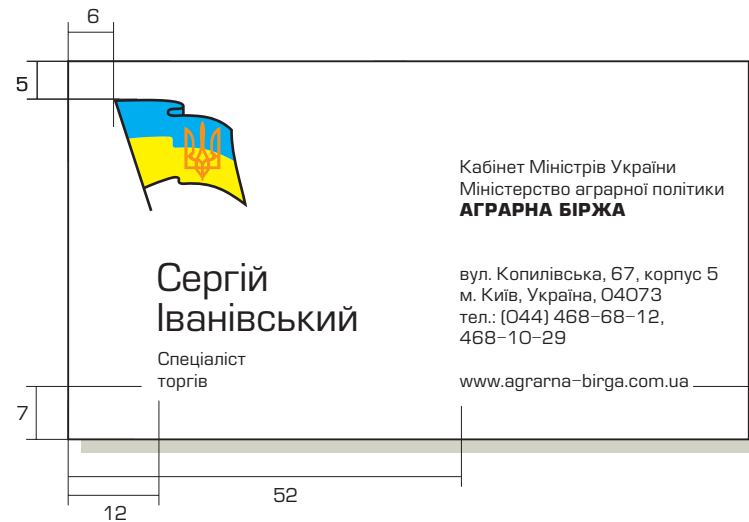 6
5
Кабінет Міністрів України
Міністерство аграрної політики
АГРАРНА БІРЖА
Сергій
Іванівський
Спеціаліст
торгів
вул. Копилівська, 67, корпус 5
м. Київ, Україна, 04073
тел.: (044) 468-68-12,
468-10-29
www.agrarna-birga.com.ua
7
52
12